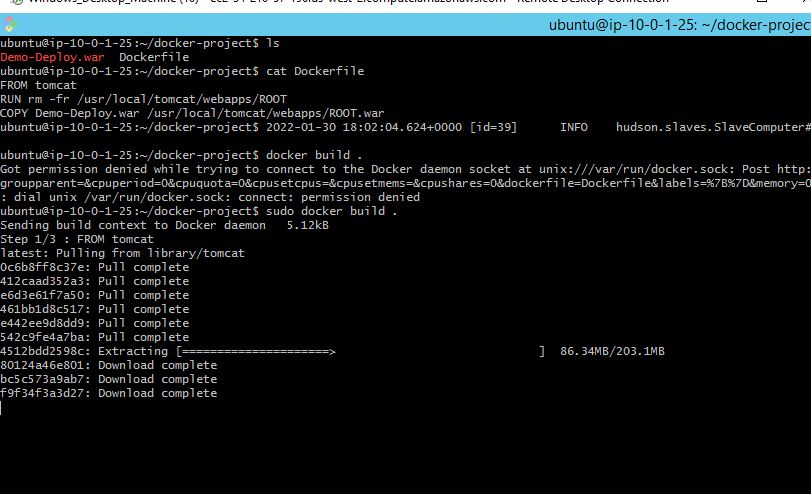 Windows_Desktop_Machine (10) - ec2-54-210-57-190.us-west-2.compute.amazonaws.com - Remote Desktop Connection
ubuntu@ip-10-0-1-25: ~/docker-projec
ubuntu@ip-10-0-1-25:~/docker-project$ ls
Demo-Deploy.war  Dockerfile
ubuntu@ip-10-0-1-25:~/docker-project$ cat Dockerfile
FROM tomcat
RUN rm -fr /usr/local/tomcat/webapps/ROOT
COPY Demo-Deploy.war /usr/local/tomcat/webapps/ROOT.war
ubuntu@ip-10-0-1-25:~/docker-project$ 2022-01-30 18:02:04.624+0000 [id=39]      INFO    hudson.slaves.SlaveComputer#
ubuntu@ip-10-0-1-25:~/docker-project$ docker build .
Got permission denied while trying to connect to the Docker daemon socket at unix:///var/run/docker.sock: Post http:
groupparent=&cpuperiod=0&cpuquota=0&cpusetcpus=&cpusetmems=&cpushares=0&dockerfile=Dockerfile&labels=%7B%7D&memory=0
: dial unix /var/run/docker.sock: connect: permission denied
ubuntu@ip-10-0-1-25:~/docker-project$ sudo docker build .
Sending build context to Docker daemon   5.12kB
Step 1/3 : FROM tomcat
latest: Pulling from library/tomcat
0c6b8ff8c37e: Pull complete
412caad352a3: Pull complete
e6d3e61f7a50: Pull complete
461bb1d8c517: Pull complete
e442ee9d8dd9: Pull complete
542c9fe4a7ba: Pull complete
4512bdd2598c: Extracting [=====================>                             ]  86.34MB/203.1MB
80124a46e801: Download complete
bc5c573a9ab7: Download complete
f9f34f3a3d27: Download complete